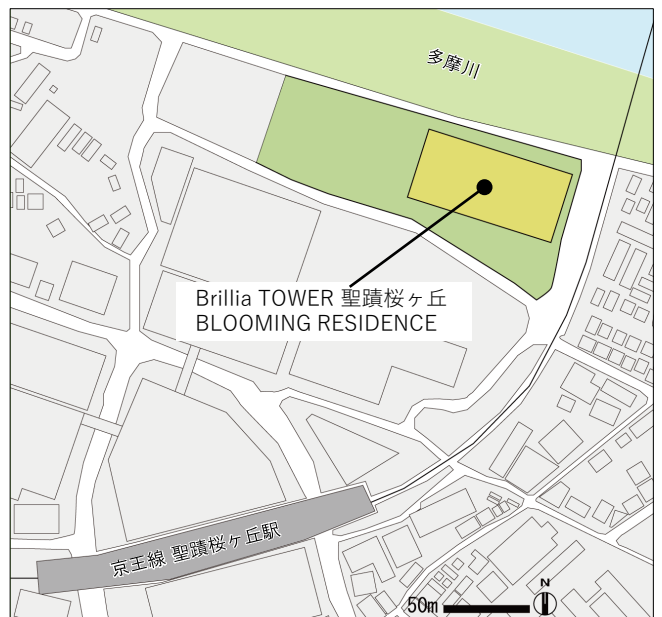 多摩川
Brillia TOWER 聖蹟桜ヶ丘
BLOOMING RESIDENCE
京王線 聖蹟桜ヶ丘駅
50m
N